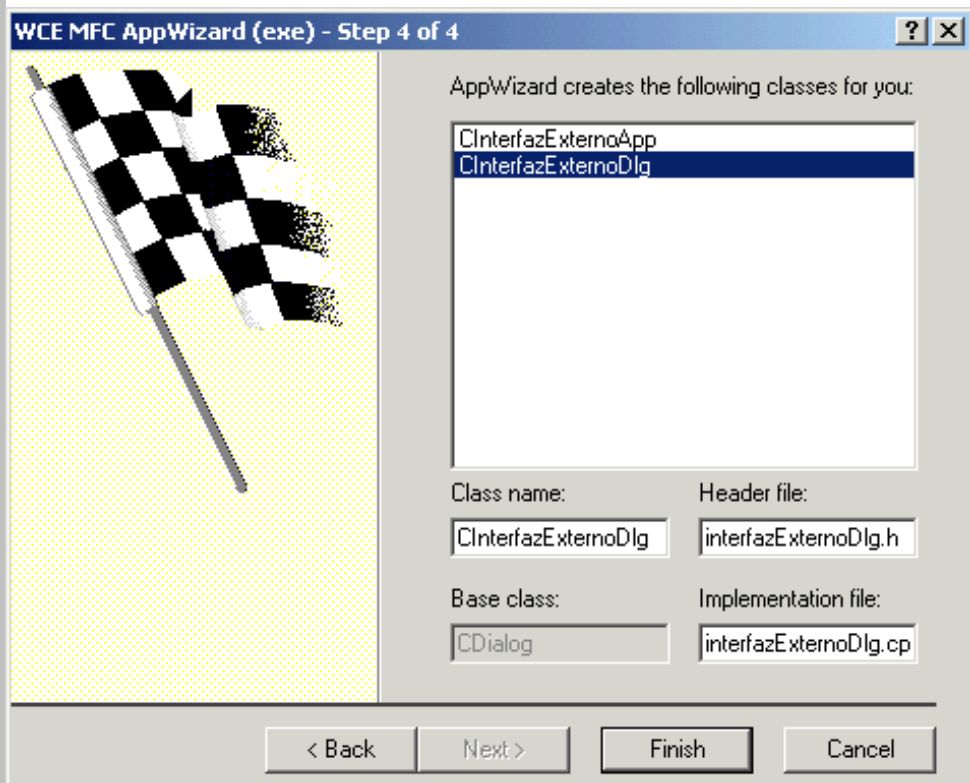 WCE MFC AppWizard (exe) - Step 4 of 4
AppWizard creates the following classes for you:
CInterfazExternoApp
CInterfazExternoDlg
Class name:
Header file:
CInterfazExternoDlg
interfazExternoDlg.h
Base class:
Implementation file:
CDialog
interfazExternoDlg.cp
< Back
Next >
Finish
Cancel